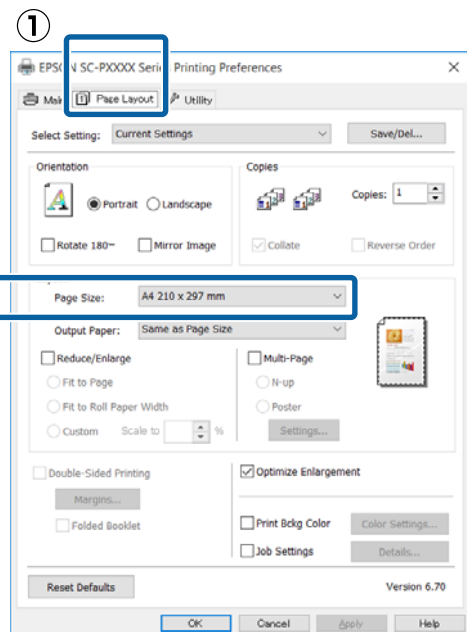 ①
EPSON SC-PXXXX Series Printing Preferences
Main Page Layout Utility
Select Setting: Current Settings Save/Del...
Orientation Copies
Portrait Landscape Copies: 1
Rotate 180° Mirror Image Collate Reverse Order
Page Size: A4 210 x 297 mm
Output Paper: Same as Page Size
Reduce/Enlarge Multi-Page
Fit to Page N-up
Fit to Roll Paper Width Poster
Custom Scale to % Settings...
Double-Sided Printing Optimize Enlargement
Margins...
Folded Booklet Print Bckg Color Color Settings...
Job Settings Details...
Reset Defaults Version 6.70
OK Cancel Apply Help